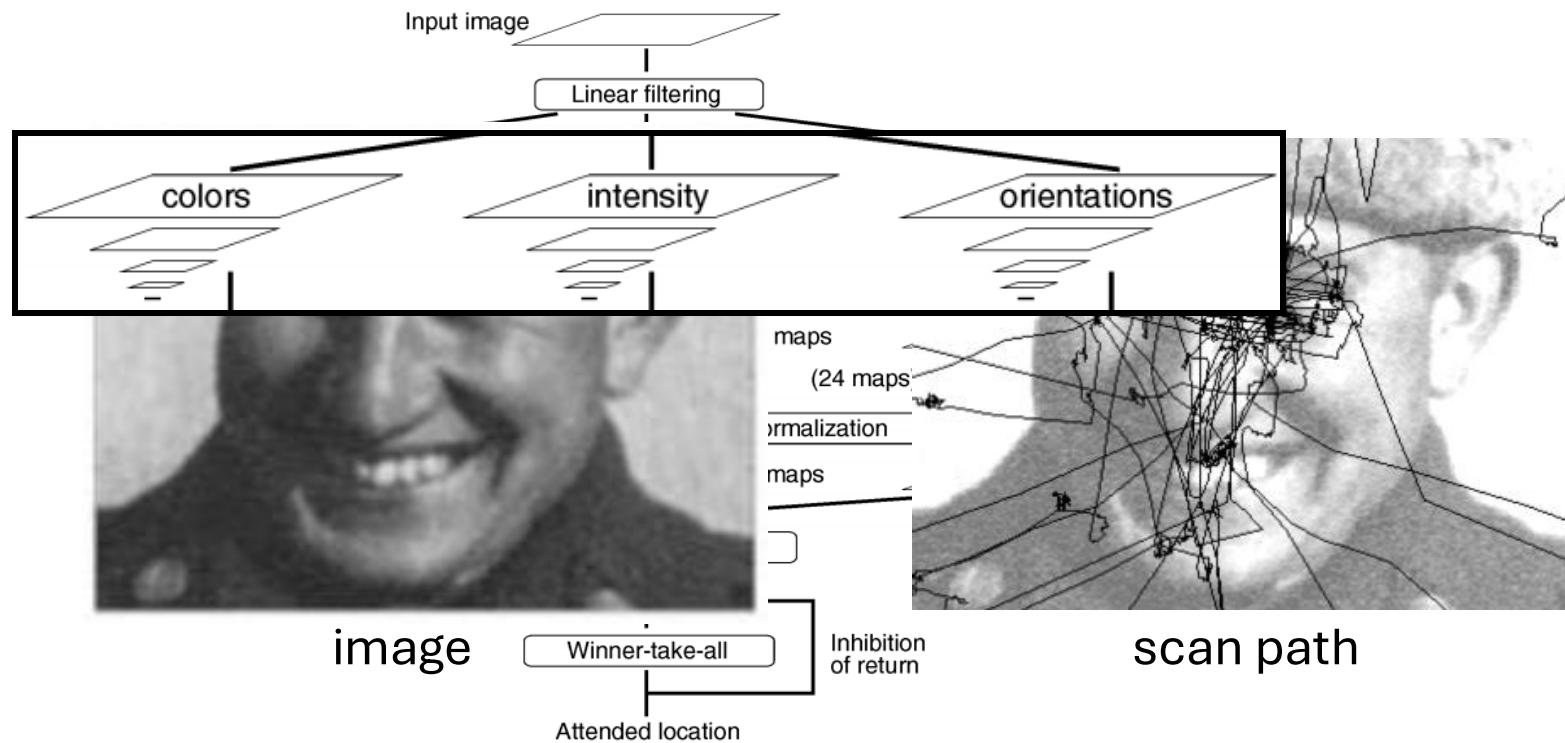 Input image
Linear filtering
colors
intensity
orientations
maps
(24 maps
ormalization
maps
image
Winner-take-all
Inhibition
of return
scan path
Attended location